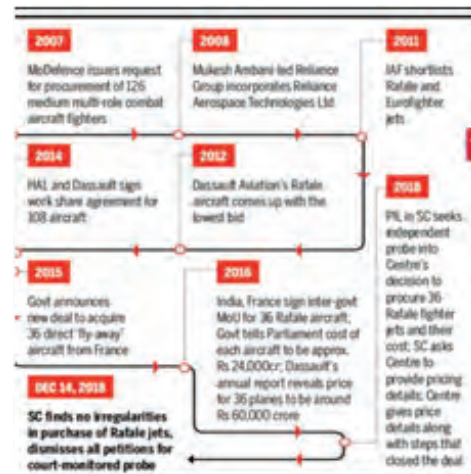 2007
MoDefence issues request
for procurement of 126
medium multi-role combat
aircraft fighters
2008
Mukesh Ambani-led Reliance
Group incorporates Reliance
Aerospace Technologies Ltd
2011
IAF shortlists
Rafale and
Eurofighter
jets
2012
Dassault Aviation's Rafale
aircraft comes up with the
lowest bid
2014
HAL and Dassault sign
work share agreement for
108 aircraft
2015
Govt announces
new deal to acquire
36 direct 'fly-away'
aircraft from France
2016
India, France sign inter-govt
MoU for 36 Rafale aircraft,
Govt tells Parliament cost of
each aircraft to be approx.
Rs 24,000cr; Dassault's
annual report reveals price
for 36 planes to be around
Rs 60,000 crore
2018
PIL in SC seeks
independent
probe into
Centre's
decision to
procure 36
Rafale fighter
jets and their
cost; SC asks
Centre to
provide pricing
details; Centre
gives price
details along
with steps that
closed the deal
DEC 14, 2018
SC finds no irregularities
in purchase of Rafale jets,
dismisses all petitions for
court-monitored probe